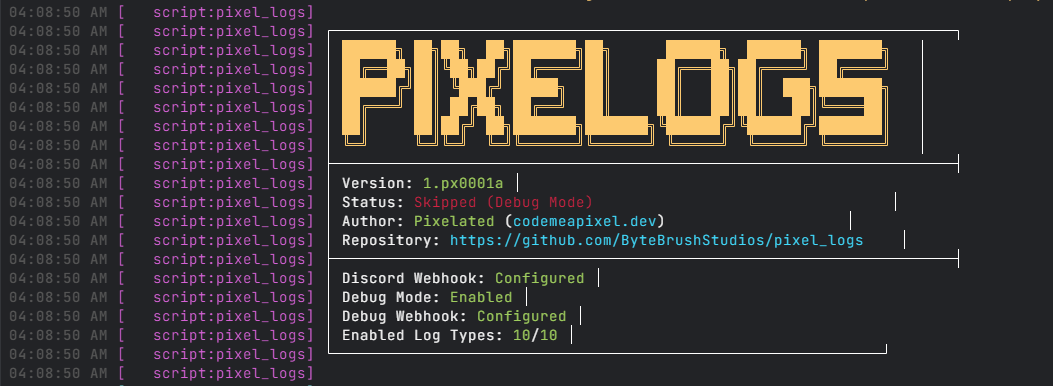 04:08:50 AM [ script:pixel_logs]
04:08:50 AM [ script:pixel_logs]
04:08:50 AM [ script:pixel_logs]
04:08:50 AM [ script:pixel_logs]
04:08:50 AM [ script:pixel_logs]
PIXEL OGS
04:08:50 AM [ script:pixel_logs]
04:08:50 AM [ script:pixel_logs]
04:08:50 AM [ script:pixel_logs]
04:08:50 AM [ script:pixel_logs]
04:08:50 AM [ script:pixel_logs] Version: 1.px0001a
04:08:50 AM [ script:pixel_logs] Status: Skipped (Debug Mode)
04:08:50 AM [ script:pixel_logs] Author: Pixelated (codemeapixel.dev)
04:08:50 AM [ script:pixel_logs] Repository: https://github.com/ByteBrushStudios/pixel_logs
04:08:50 AM [ script:pixel_logs]
04:08:50 AM [ script:pixel_logs] Discord Webhook: Configured
04:08:50 AM [ script:pixel_logs] Debug Mode: Enabled
04:08:50 AM [ script:pixel_logs] Debug Webhook: Configured
04:08:50 AM [ script:pixel_logs] Enabled Log Types: 10/10
04:08:50 AM [ script:pixel_logs]
04:08:50 AM [ script:pixel_logs]